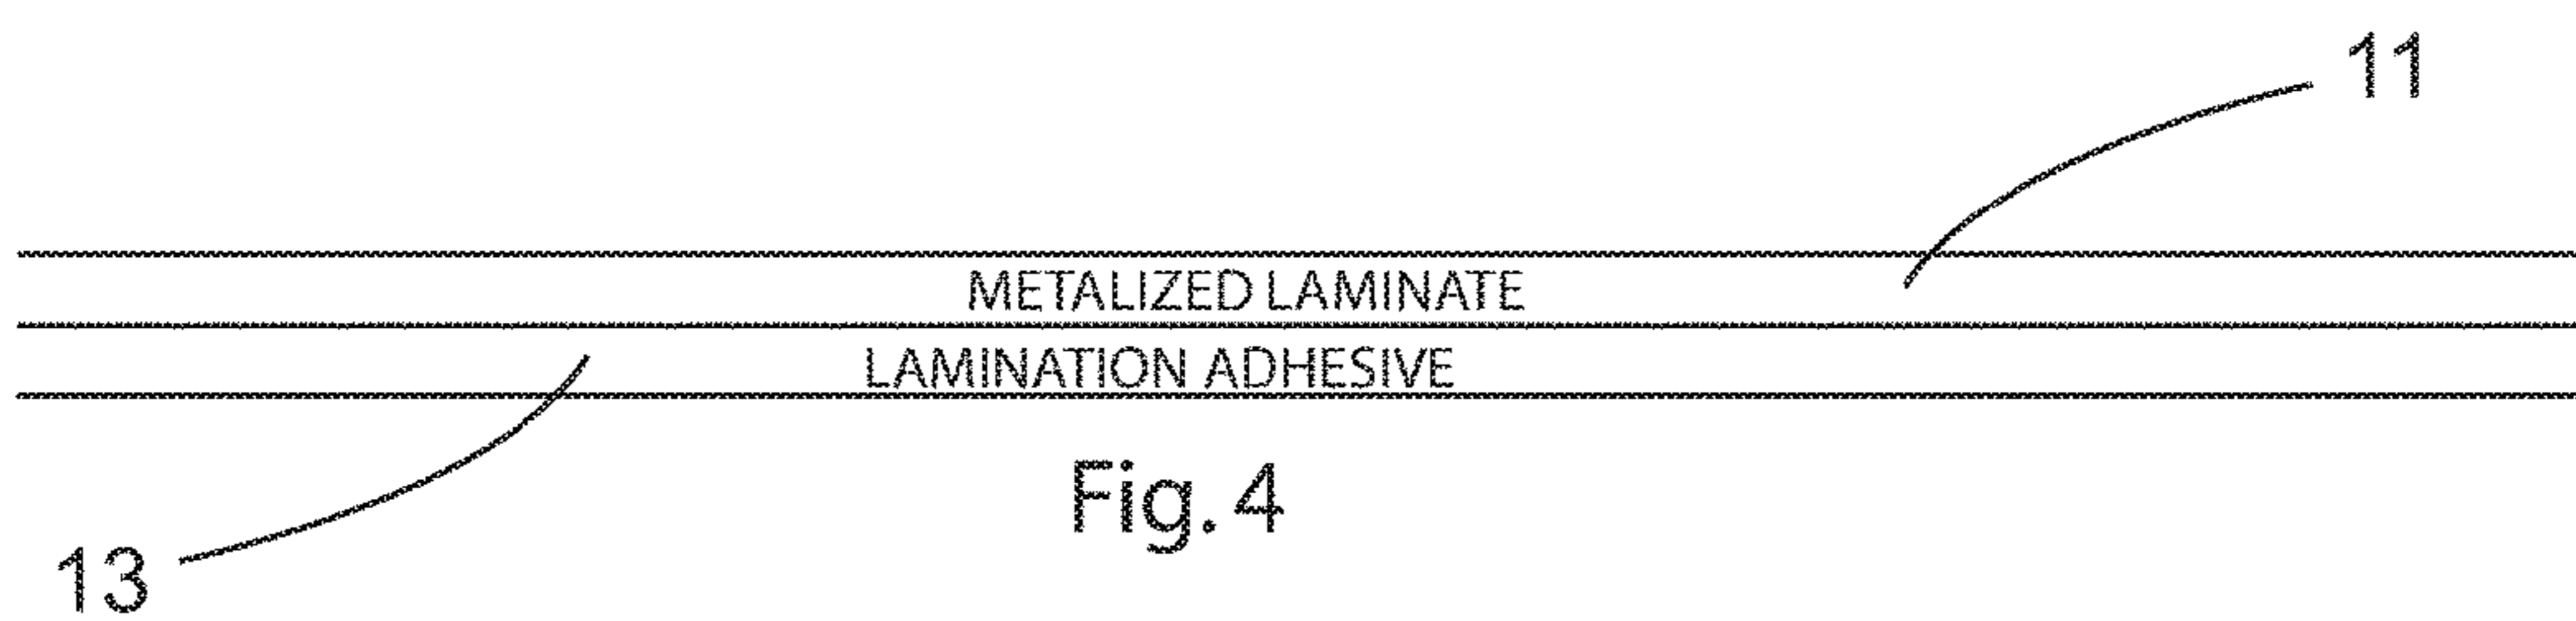 11
METALIZED LAMINATE
LAMINATION ADHESIVE
Fig. 4
13